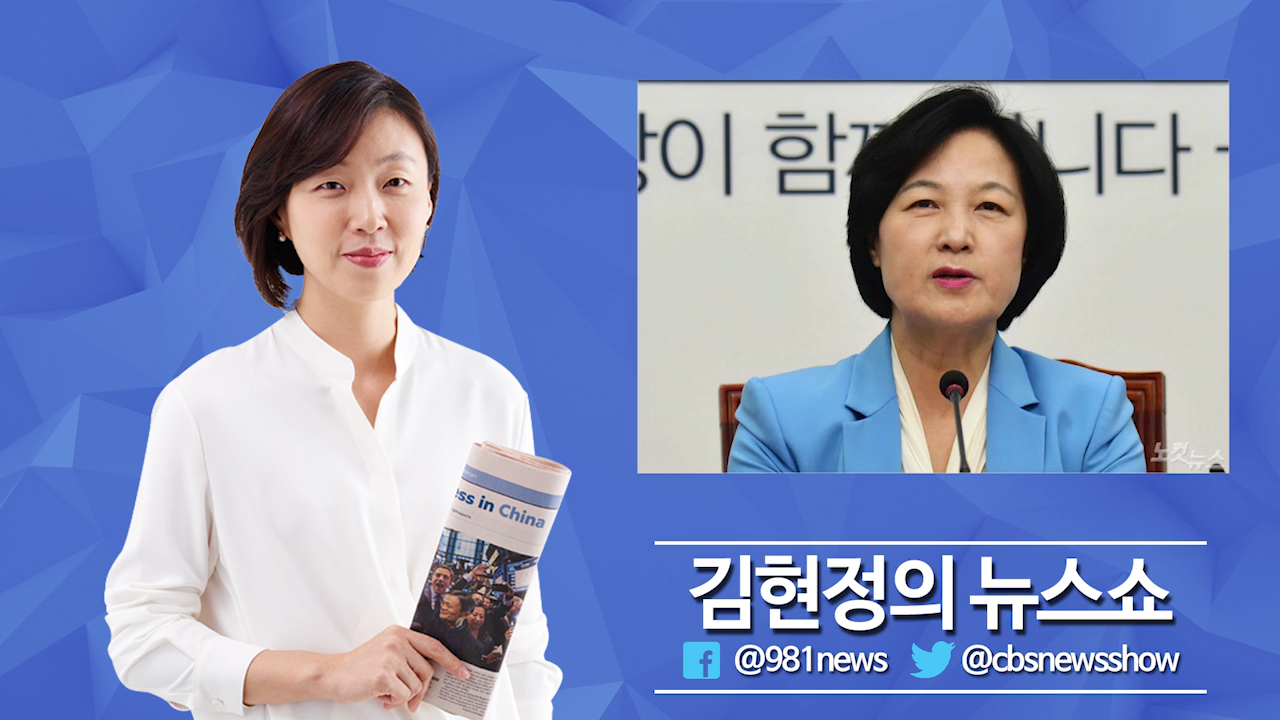 이 함께 니다
노컷뉴스
ess in China
김현정의 뉴스쇼
@981news @cbsnewsshow